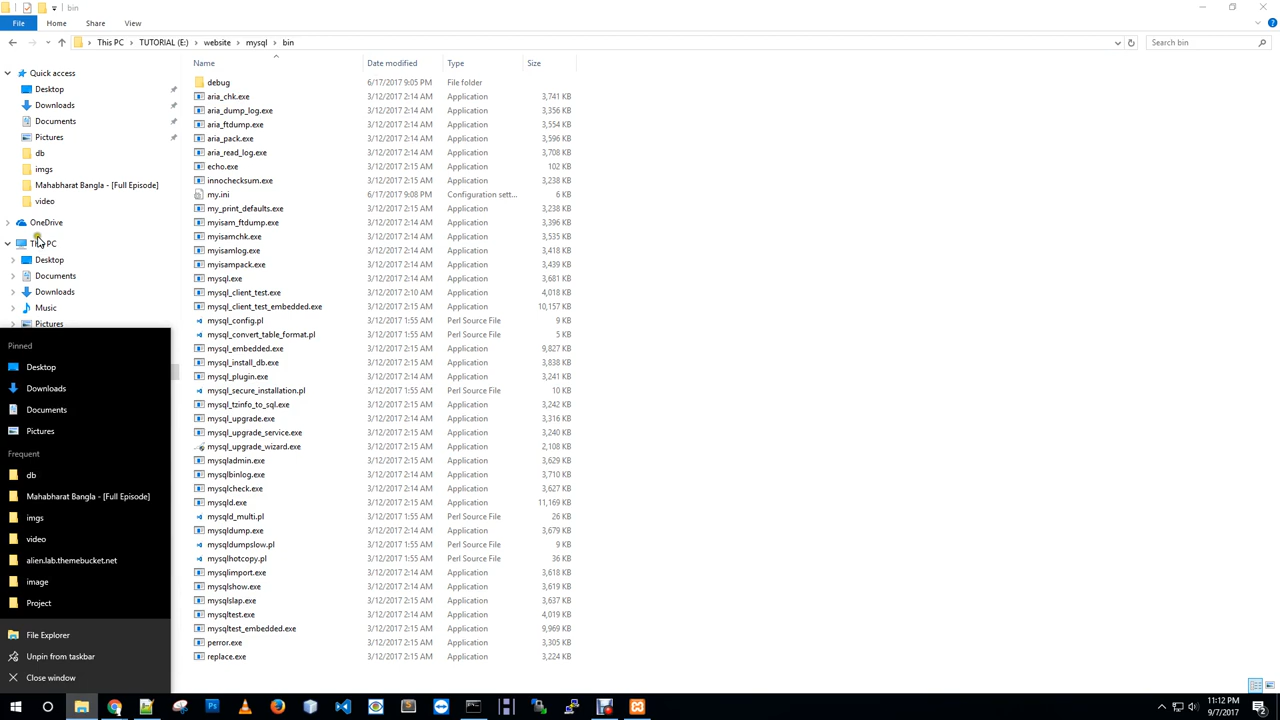 bin
File Home Share View
This PC TUTORIAL (E:) website mysql bin Search bin
Name Date modified Type Size
Quick access
Desktop
Downloads
Documents
Pictures
db
imgs
Mahabharat Bangla - [Full Episode]
video
OneDrive
This PC
Desktop
Documents
Downloads
Music
Pictures
debug 6/17/2017 9:05 PM File folder
aria_chk.exe 3/12/2017 2:14 AM Application 3,741 KB
aria_dump_log.exe 3/12/2017 2:14 AM Application 3,356 KB
aria_ftdump.exe 3/12/2017 2:14 AM Application 3,554 KB
aria_pack.exe 3/12/2017 2:14 AM Application 3,596 KB
aria_read_log.exe 3/12/2017 2:14 AM Application 3,708 KB
echo.exe 3/12/2017 2:15 AM Application 102 KB
innochecksum.exe 3/12/2017 2:15 AM Application 3,238 KB
my.ini 6/17/2017 9:08 PM Configuration sett... 6 KB
my_print_defaults.exe 3/12/2017 2:15 AM Application 3,238 KB
myisam_ftdump.exe 3/12/2017 2:14 AM Application 3,396 KB
myisamchk.exe 3/12/2017 2:14 AM Application 3,535 KB
myisamlog.exe 3/12/2017 2:14 AM Application 3,418 KB
myisampack.exe 3/12/2017 2:14 AM Application 3,439 KB
mysql.exe 3/12/2017 2:14 AM Application 3,681 KB
mysql_client_test.exe 3/12/2017 2:10 AM Application 4,018 KB
mysql_client_test_embedded.exe 3/12/2017 2:15 AM Application 10,157 KB
mysql_config.pl 3/12/2017 1:55 AM Perl Source File 9 KB
mysql_convert_table_format.pl 3/12/2017 1:55 AM Perl Source File 5 KB
mysql_embedded.exe 3/12/2017 2:15 AM Application 9,827 KB
mysql_install_db.exe 3/12/2017 2:14 AM Application 3,838 KB
mysql_plugin.exe 3/12/2017 2:14 AM Application 3,241 KB
mysql_secure_installation.pl 3/12/2017 1:55 AM Perl Source File 10 KB
mysql_tzinfo_to_sql.exe 3/12/2017 2:15 AM Application 3,242 KB
mysql_upgrade.exe 3/12/2017 2:14 AM Application 3,316 KB
mysql_upgrade_service.exe 3/12/2017 2:15 AM Application 3,240 KB
mysql_upgrade_wizard.exe 3/12/2017 2:15 AM Application 2,108 KB
mysqladmin.exe 3/12/2017 2:14 AM Application 3,629 KB
mysqlbinlog.exe 3/12/2017 2:14 AM Application 3,710 KB
mysqlcheck.exe 3/12/2017 2:14 AM Application 3,627 KB
mysqld.exe 3/12/2017 2:15 AM Application 11,169 KB
mysqld_multi.pl 3/12/2017 1:55 AM Perl Source File 26 KB
mysqldump.exe 3/12/2017 2:14 AM Application 3,679 KB
mysqldumpslow.pl 3/12/2017 1:55 AM Perl Source File 9 KB
mysqlhotcopy.pl 3/12/2017 1:55 AM Perl Source File 36 KB
mysqlimport.exe 3/12/2017 2:14 AM Application 3,618 KB
mysqlshow.exe 3/12/2017 2:14 AM Application 3,619 KB
mysqlslap.exe 3/12/2017 2:15 AM Application 3,637 KB
mysqltest.exe 3/12/2017 2:14 AM Application 4,019 KB
mysqltest_embedded.exe 3/12/2017 2:15 AM Application 9,969 KB
perror.exe 3/12/2017 2:15 AM Application 3,305 KB
replace.exe 3/12/2017 2:15 AM Application 3,224 KB
Pinned
Desktop
Downloads
Documents
Pictures
Frequent
db
Mahabharat Bangla - [Full Episode]
imgs
video
alien.lab.themebucket.net
image
Project
File Explorer
Unpin from taskbar
Close window
11:12 PM
9/7/2017